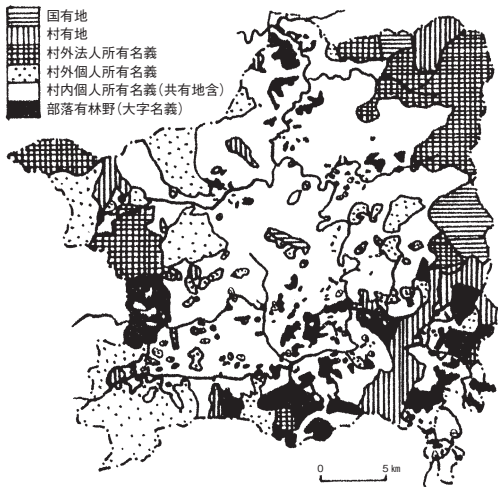 国有地
村有地
村外法人所有名義
村外個人所有名義
村内個人所有名義（共有地含）
部落有林野（大字名義）
0 5㎞